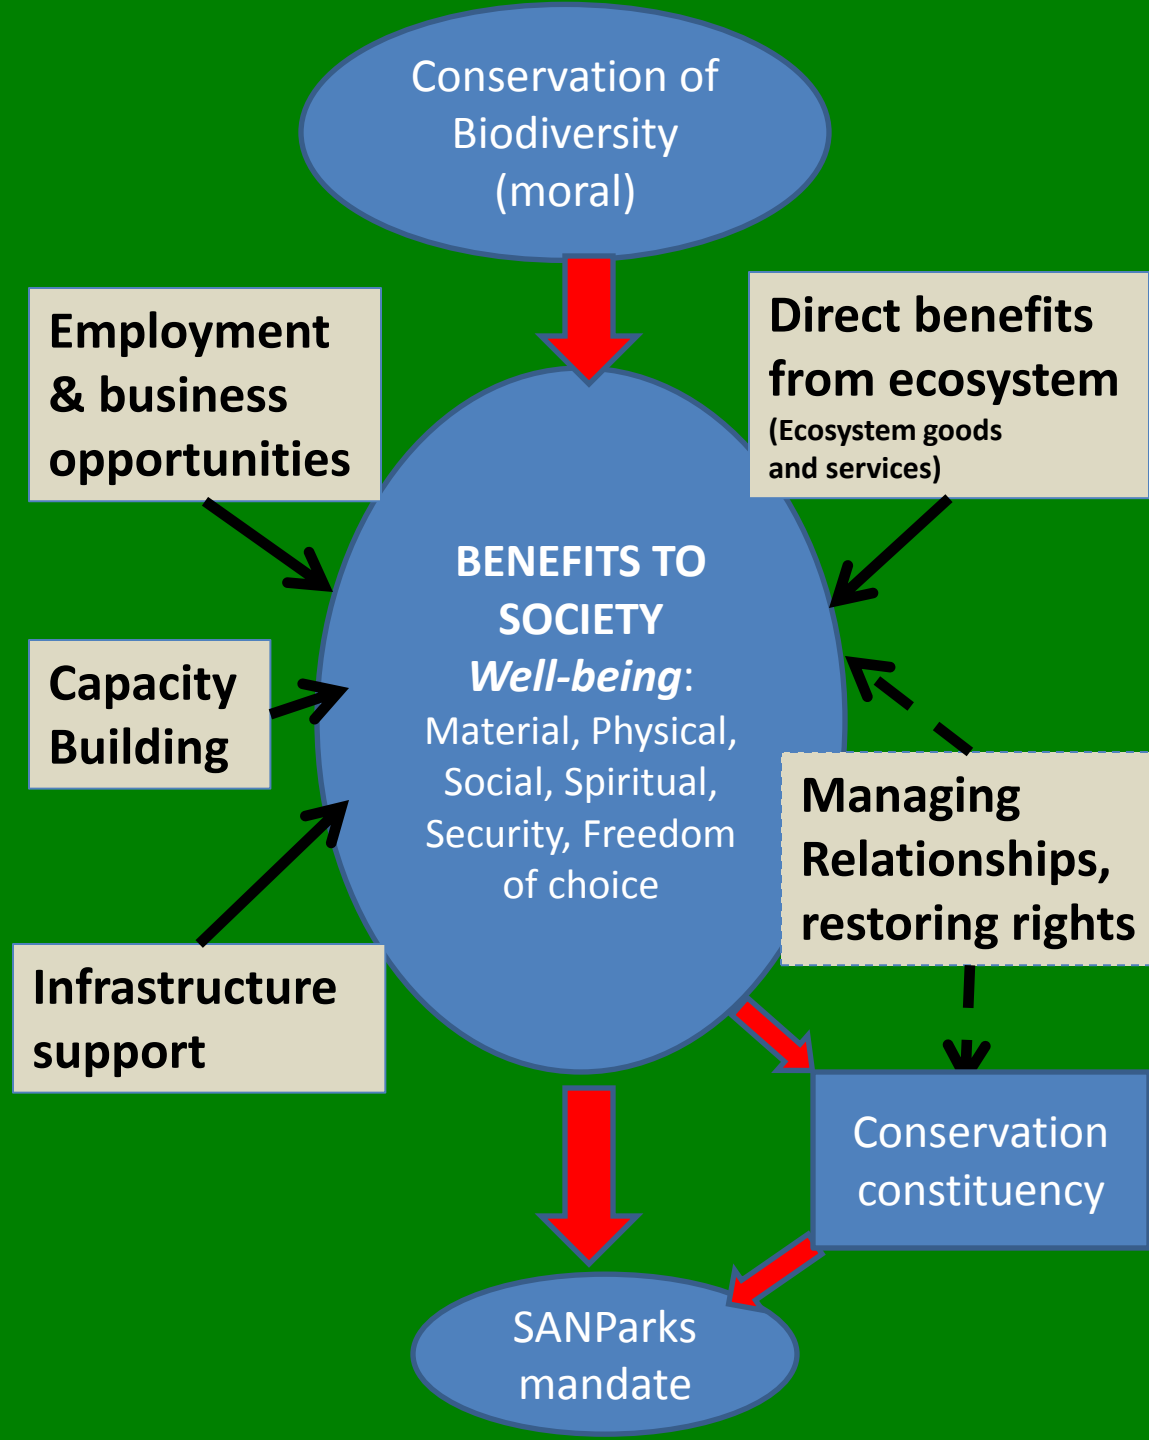 Conservation of
Biodiversity
(moral)
Employment
& business
opportunities
Direct benefits
from ecosystem
(Ecosystem goods
and services)
BENEFITS TO
SOCIETY
Well-being:
Material, Physical,
Social, Spiritual,
Security, Freedom
of choice
Capacity
Building
Managing
Relationships,
restoring rights
Infrastructure
support
Conservation
constituency
SANParks
mandate